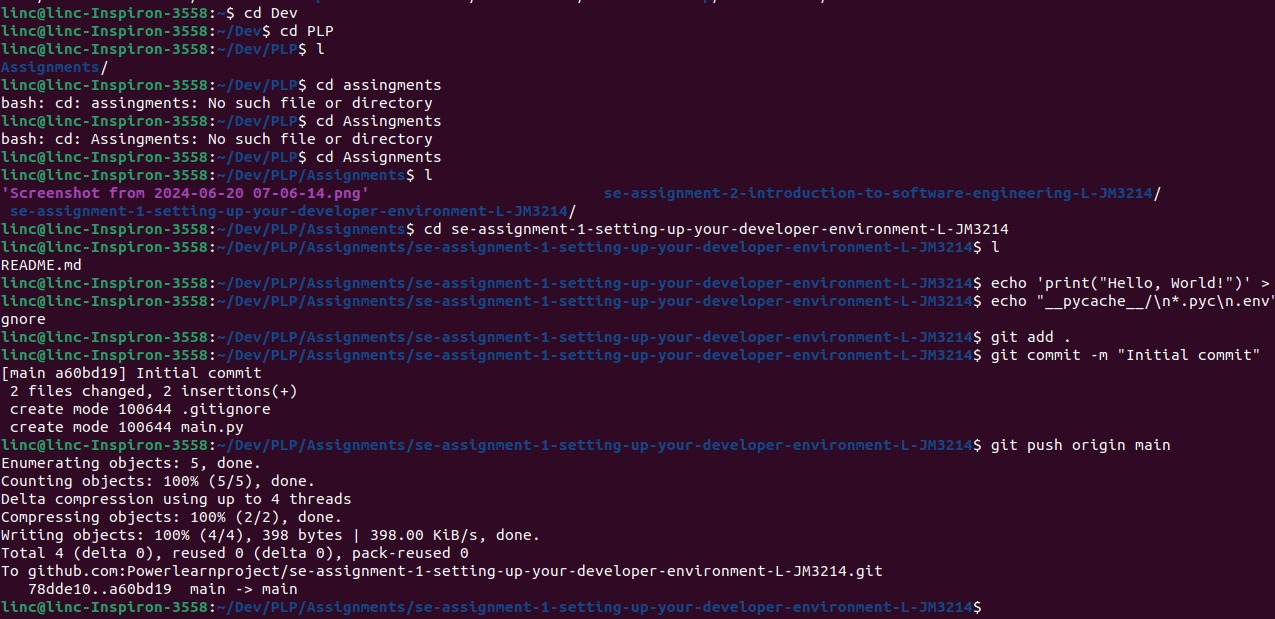 linc@linc-Inspiron-3558:~$ cd Dev
linc@linc-Inspiron-3558:~/Dev$ cd PLP
linc@linc-Inspiron-3558:~/Dev/PLP$ l
Assignments/
linc@linc-Inspiron-3558:~/Dev/PLP$ cd assingments
bash: cd: assingments: No such file or directory
linc@linc-Inspiron-3558:~/Dev/PLP$ cd Assingments
bash: cd: Assingments: No such file or directory
linc@linc-Inspiron-3558:~/Dev/PLP$ cd Assignments
linc@linc-Inspiron-3558:~/Dev/PLP/Assignments$ l
'Screenshot from 2024-06-20 07-06-14.png' se-assignment-2-introduction-to-software-engineering-L-JM3214/
se-assignment-1-setting-up-your-developer-environment-L-JM3214/
linc@linc-Inspiron-3558:~/Dev/PLP/Assignments$ cd se-assignment-1-setting-up-your-developer-environment-L-JM3214
linc@linc-Inspiron-3558:~/Dev/PLP/Assignments/se-assignment-1-setting-up-your-developer-environment-L-JM3214$ l
README.md
linc@linc-Inspiron-3558:~/Dev/PLP/Assignments/se-assignment-1-setting-up-your-developer-environment-L-JM3214$ echo 'print("Hello, World!")' >
linc@linc-Inspiron-3558:~/Dev/PLP/Assignments/se-assignment-1-setting-up-your-developer-environment-L-JM3214$ echo "__pycache__/\n*.pyc\n.env"
gnore
linc@linc-Inspiron-3558:~/Dev/PLP/Assignments/se-assignment-1-setting-up-your-developer-environment-L-JM3214$ git add .
linc@linc-Inspiron-3558:~/Dev/PLP/Assignments/se-assignment-1-setting-up-your-developer-environment-L-JM3214$ git commit -m "Initial commit"
[main a60bd19] Initial commit
2 files changed, 2 insertions(+)
create mode 100644 .gitignore
create mode 100644 main.py
linc@linc-Inspiron-3558:~/Dev/PLP/Assignments/se-assignment-1-setting-up-your-developer-environment-L-JM3214$ git push origin main
Enumerating objects: 5, done.
Counting objects: 100% (5/5), done.
Delta compression using up to 4 threads
Compressing objects: 100% (2/2), done.
Writing objects: 100% (4/4), 398 bytes | 398.00 KiB/s, done.
Total 4 (delta 0), reused 0 (delta 0), pack-reused 0
To github.com:Powerlearnproject/se-assignment-1-setting-up-your-developer-environment-L-JM3214.git
78dde10..a60bd19 main -> main
linc@linc-Inspiron-3558:~/Dev/PLP/Assignments/se-assignment-1-setting-up-your-developer-environment-L-JM3214$